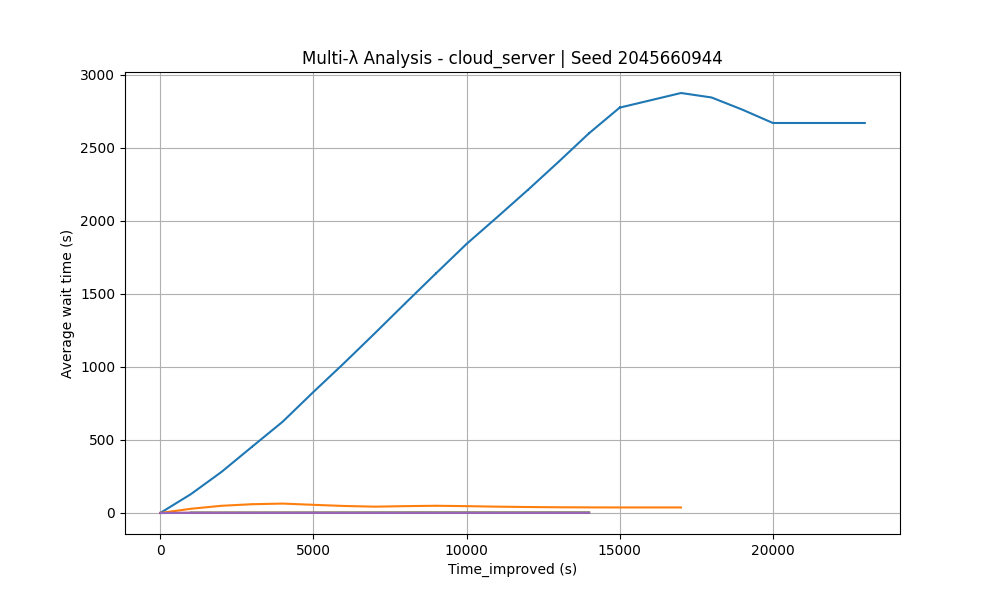 Multi-λ Analysis - cloud_server | Seed 2045660944
3000
2500
2000
1500
1000
500
0
Average wait time (s)
0 5000 10000 15000 20000
Time_improved (s)